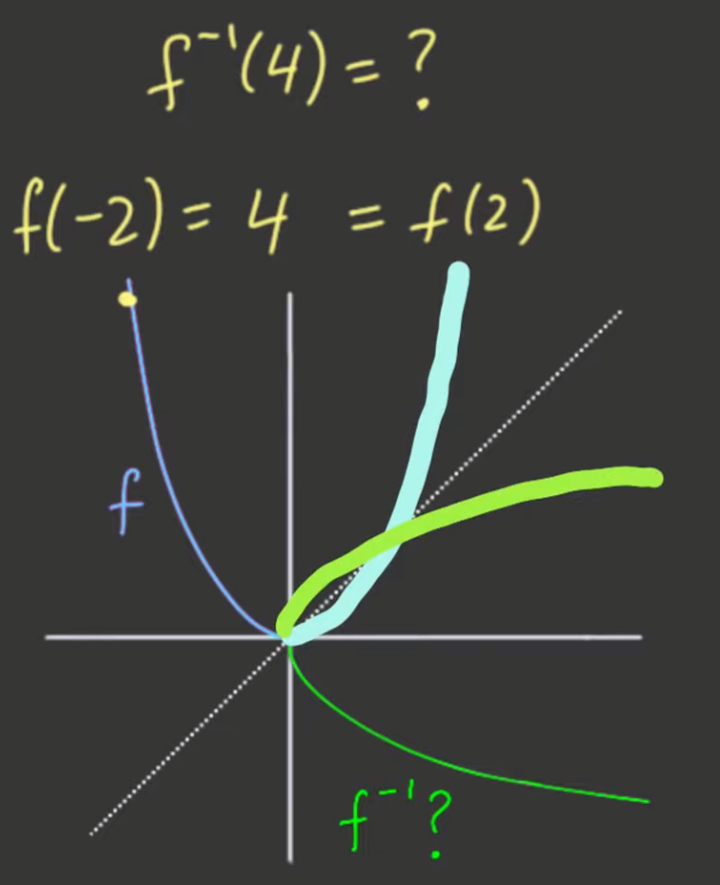 f⁻¹(4) = ?
f(-2) = 4 = f(2)
f
f⁻¹?